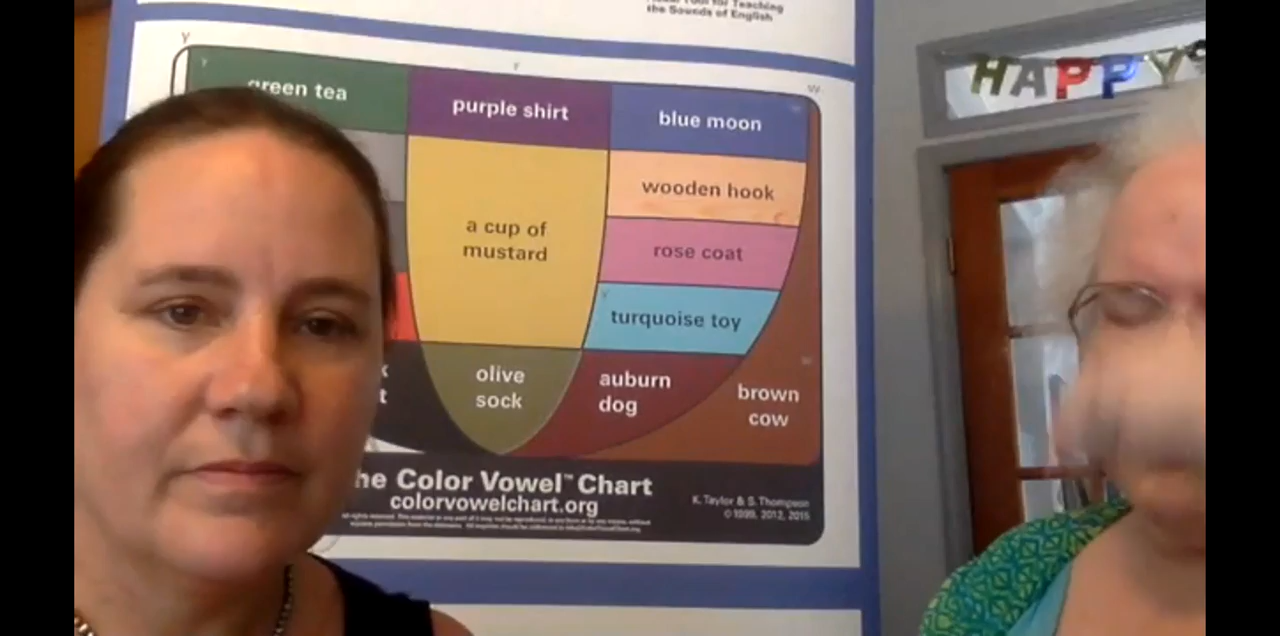 the Sounds of English
HAPPY
Y
Y
Y
W
green tea
purple shirt
blue moon
wooden hook
a cup of
mustard
rose coat
Y
turquoise toy
k
t
olive
sock
auburn
dog
brown
cow
W
he Color Vowel™ Chart
colorvowelchart.org
K. Taylor & S. Thompson
© 1999, 2012, 2015